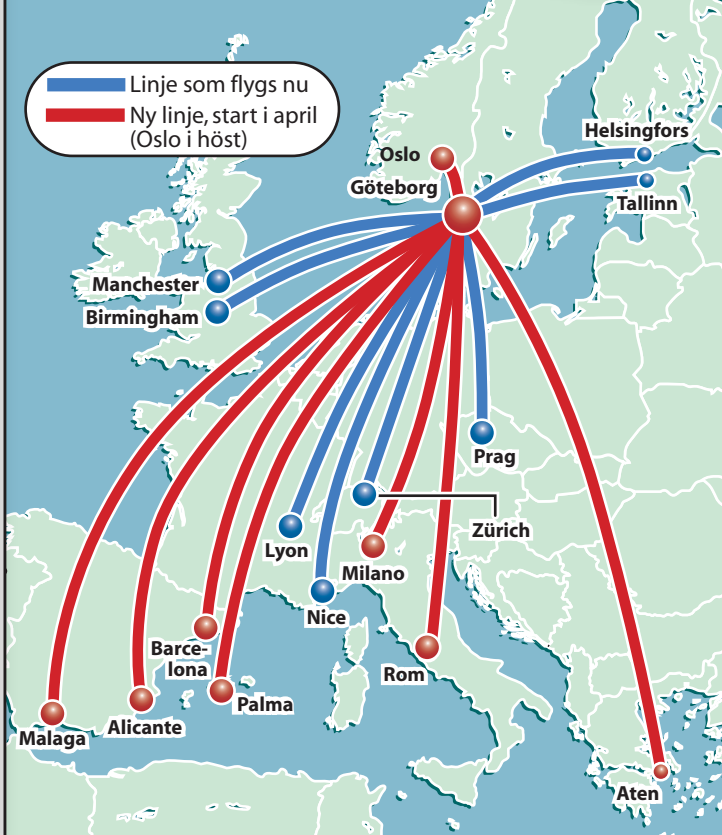 Linje som flygs nu
Ny linje, start i april
(Oslo i höst)
Helsingfors
Oslo
Göteborg
Tallinn
Manchester
Birmingham
Prag
Zürich
Lyon
Milano
Nice
Barce-
lona
Rom
Palma
Alicante
Malaga
Aten